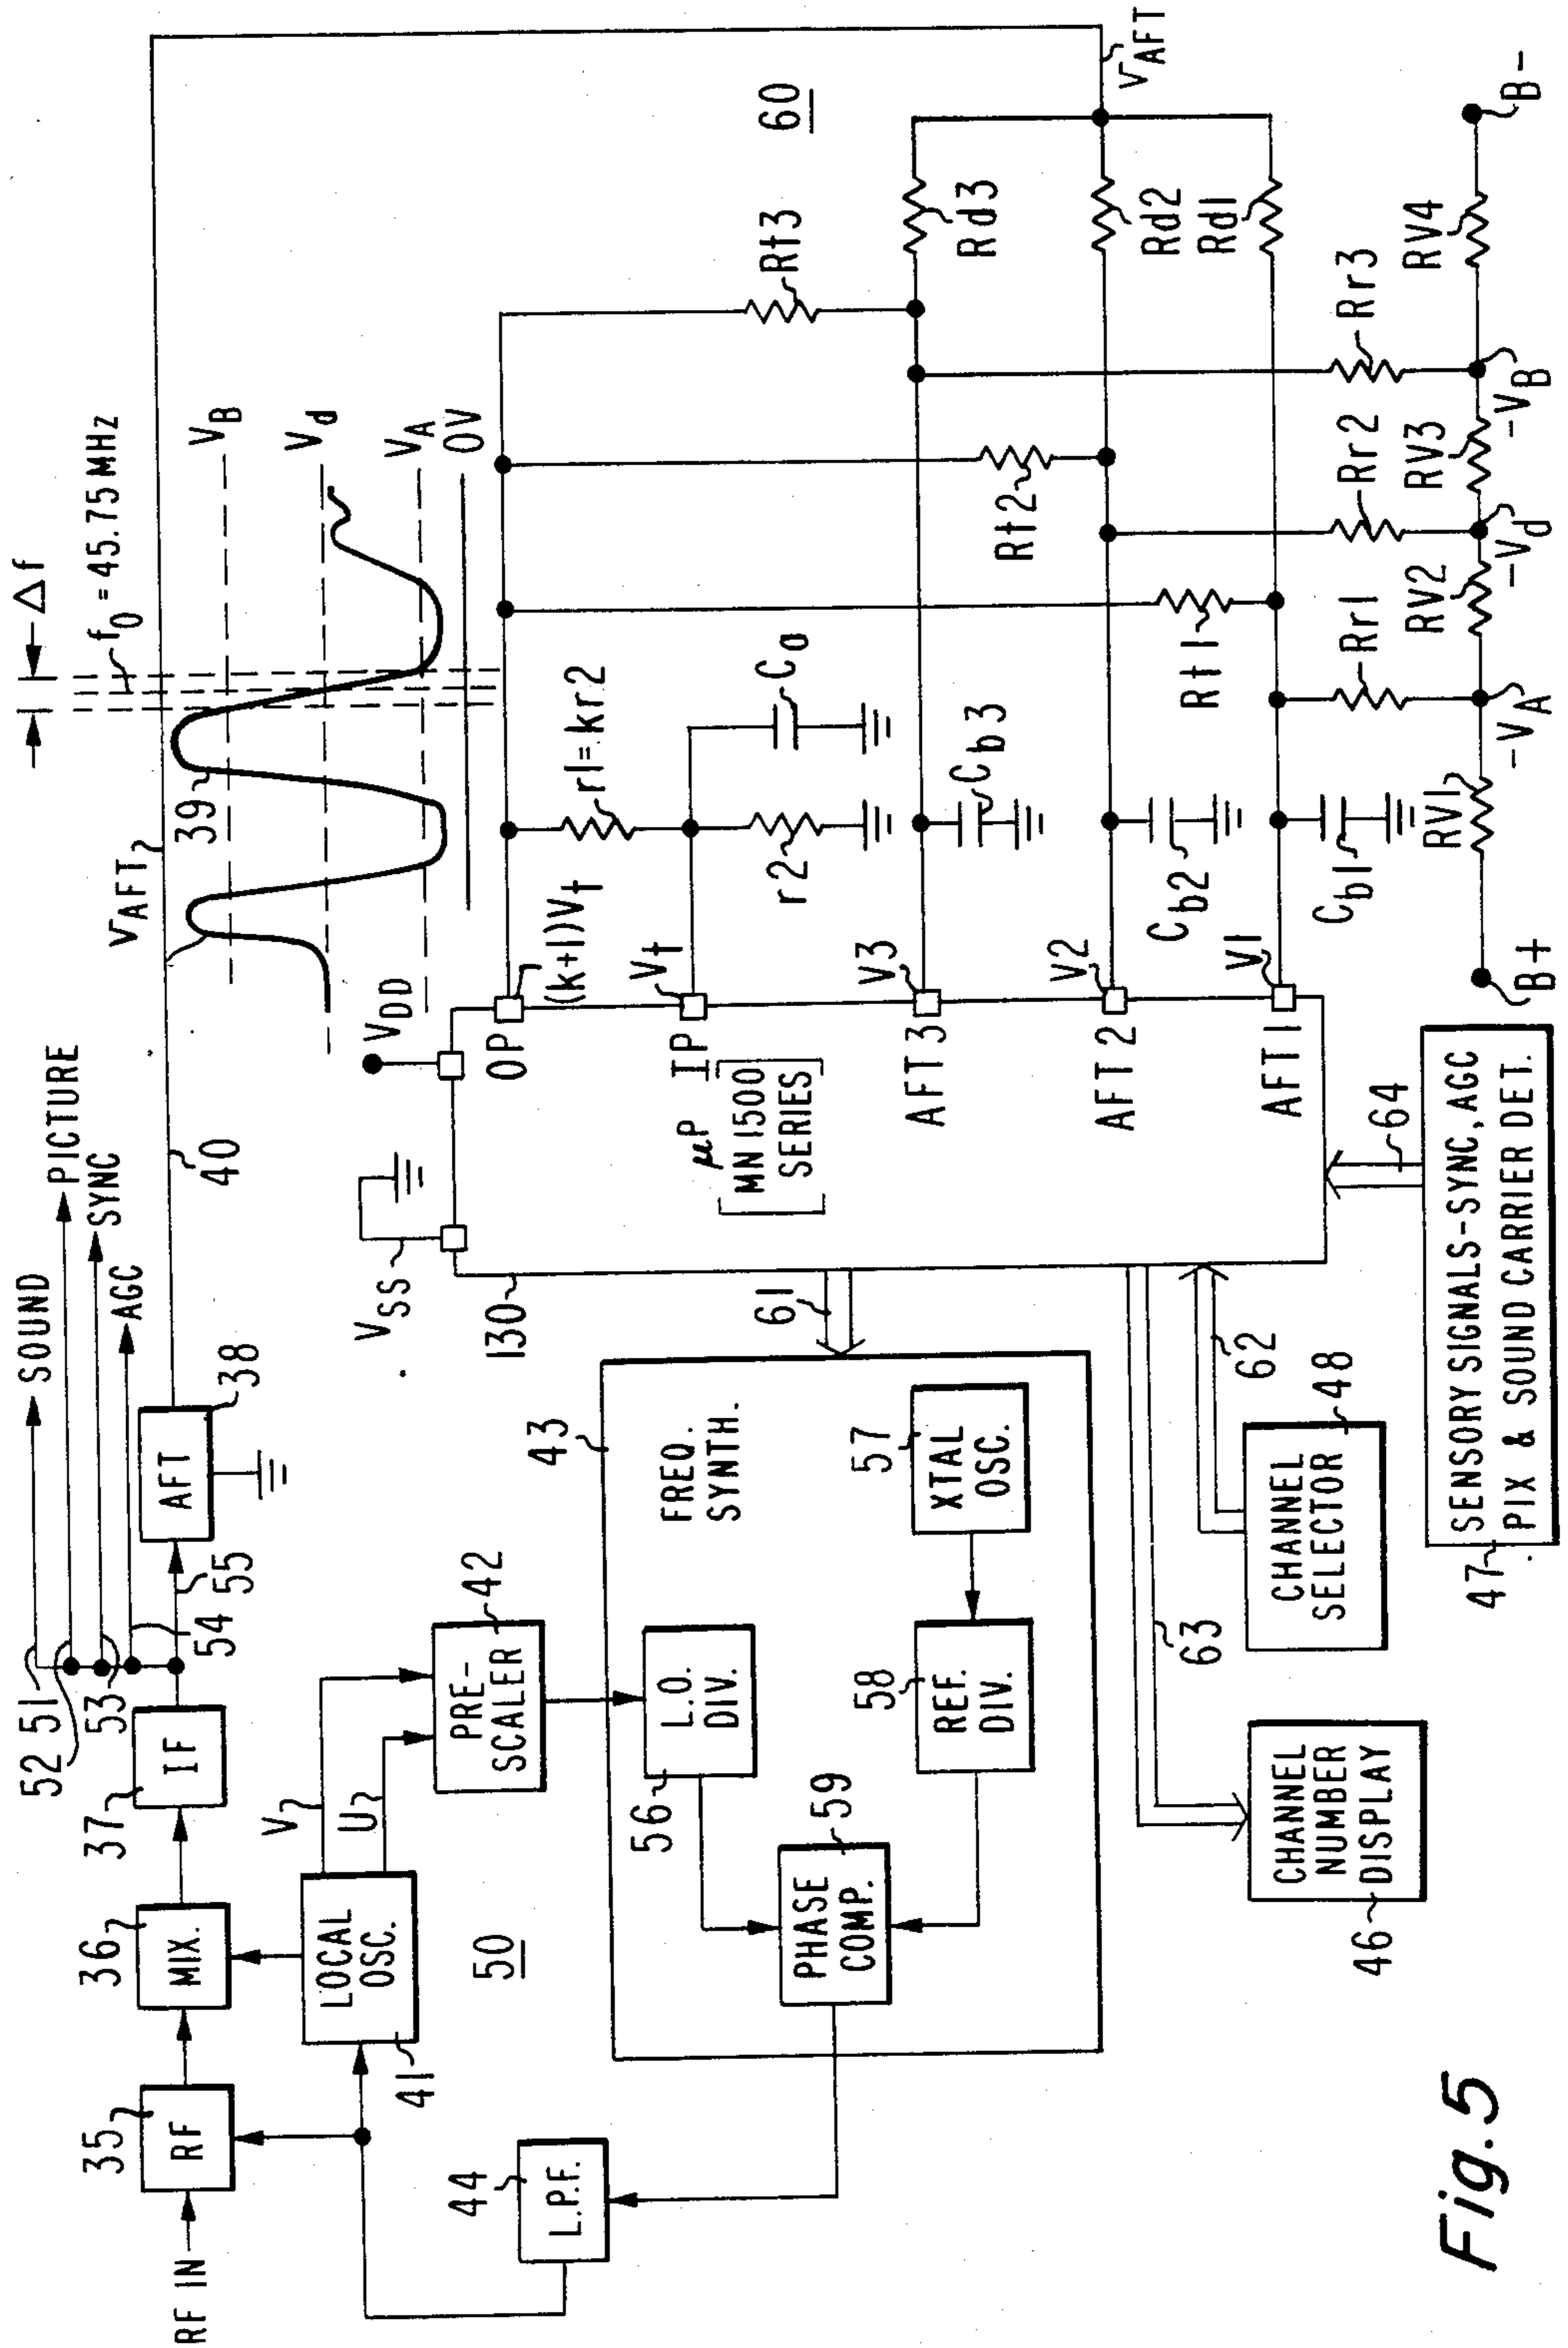 RF IN
35
RF
36
MIX.
37
IF
51
52
53
54
55
SOUND
PICTURE
SYNC
AGC
AFT
38
40
VAFT
39
Δf
f0 = 45.75 MHz
VB
Vd
VA
0V
LOCAL
OSC.
41
V
U
PRE-
SCALER
42
50
44
L.P.F.
43
FREQ.
SYNTH.
L.O.
DIV.
56
XTAL
OSC.
57
REF.
DIV.
58
PHASE
COMP.
59
61
62
63
64
130
VSS
VDD
OP
(k+1)Vt
IP
Vt
μP
MN 1500
SERIES
AFT 3
V3
AFT 2
V2
AFT 1
V1
r1=kr2
r2
Ca
Cb3
Cb2
Cb1
Rt3
Rt2
Rt1
60
Rd3
Rd2
Rd1
VAFT
Rr1
Rr2
Rr3
B+
RV1
-VA
RV2
-Vd
RV3
-VB
RV4
B-
CHANNEL
NUMBER
DISPLAY
46
CHANNEL
SELECTOR
48
47
SENSORY SIGNALS-SYNC, AGC
PIX & SOUND CARRIER DET.
Fig. 5